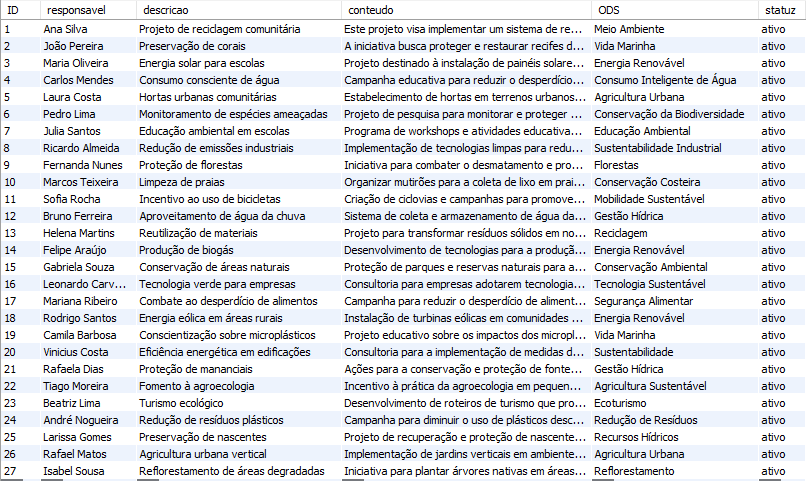 ID responsavel descricao conteudo ODS statuz
1 Ana Silva Projeto de reciclagem comunitária Este projeto visa implementar um sistema de re... Meio Ambiente ativo
2 João Pereira Preservação de corais A iniciativa busca proteger e restaurar recifes d... Vida Marinha ativo
3 Maria Oliveira Energia solar para escolas Projeto destinado à instalação de painéis solare... Energia Renovável ativo
4 Carlos Mendes Consumo consciente de água Campanha educativa para reduzir o desperdício... Consumo Inteligente de Água ativo
5 Laura Costa Hortas urbanas comunitárias Estabelecimento de hortas em terrenos urbanos... Agricultura Urbana ativo
6 Pedro Lima Monitoramento de espécies ameaçadas Projeto de pesquisa para monitorar e proteger ... Conservação da Biodiversidade ativo
7 Julia Santos Educação ambiental em escolas Programa de workshops e atividades educativa... Educação Ambiental ativo
8 Ricardo Almeida Redução de emissões industriais Implementação de tecnologias limpas para redu... Sustentabilidade Industrial ativo
9 Fernanda Nunes Proteção de florestas Iniciativa para combater o desmatamento e pro... Florestas ativo
10 Marcos Teixeira Limpeza de praias Organizar mutirões para a coleta de lixo em prai... Conservação Costeira ativo
11 Sofia Rocha Incentivo ao uso de bicicletas Criação de ciclovias e campanhas para promove... Mobilidade Sustentável ativo
12 Bruno Ferreira Aproveitamento de água da chuva Sistema de coleta e armazenamento de água da... Gestão Hídrica ativo
13 Helena Martins Reutilização de materiais Projeto para transformar resíduos sólidos em no... Reciclagem ativo
14 Felipe Araújo Produção de biogás Desenvolvimento de tecnologias para a produçã... Energia Renovável ativo
15 Gabriela Souza Conservação de áreas naturais Proteção de parques e reservas naturais para a... Conservação Ambiental ativo
16 Leonardo Carv... Tecnologia verde para empresas Consultoria para empresas adotarem tecnologia... Tecnologia Sustentável ativo
17 Mariana Ribeiro Combate ao desperdício de alimentos Campanha para reduzir o desperdício de aliment... Segurança Alimentar ativo
18 Rodrigo Santos Energia eólica em áreas rurais Instalação de turbinas eólicas em comunidades ... Energia Renovável ativo
19 Camila Barbosa Conscientização sobre microplásticos Projeto educativo sobre os impactos dos micropl... Vida Marinha ativo
20 Vinicius Costa Eficiência energética em edificações Consultoria para a implementação de medidas d... Sustentabilidade ativo
21 Rafaela Dias Proteção de mananciais Ações para a conservação e proteção de fonte... Gestão Hídrica ativo
22 Tiago Moreira Fomento à agroecologia Incentivo à prática da agroecologia em pequen... Agricultura Sustentável ativo
23 Beatriz Lima Turismo ecológico Desenvolvimento de roteiros de turismo que pro... Ecoturismo ativo
24 André Nogueira Redução de resíduos plásticos Campanha para diminuir o uso de plásticos desc... Redução de Resíduos ativo
25 Larissa Gomes Preservação de nascentes Projeto de recuperação e proteção de nascente... Recursos Hídricos ativo
26 Rafael Matos Agricultura urbana vertical Implementação de jardins verticais em ambiente... Agricultura Urbana ativo
27 Isabel Sousa Reflorestamento de áreas degradadas Iniciativa para plantar árvores nativas em áreas... Reflorestamento ativo